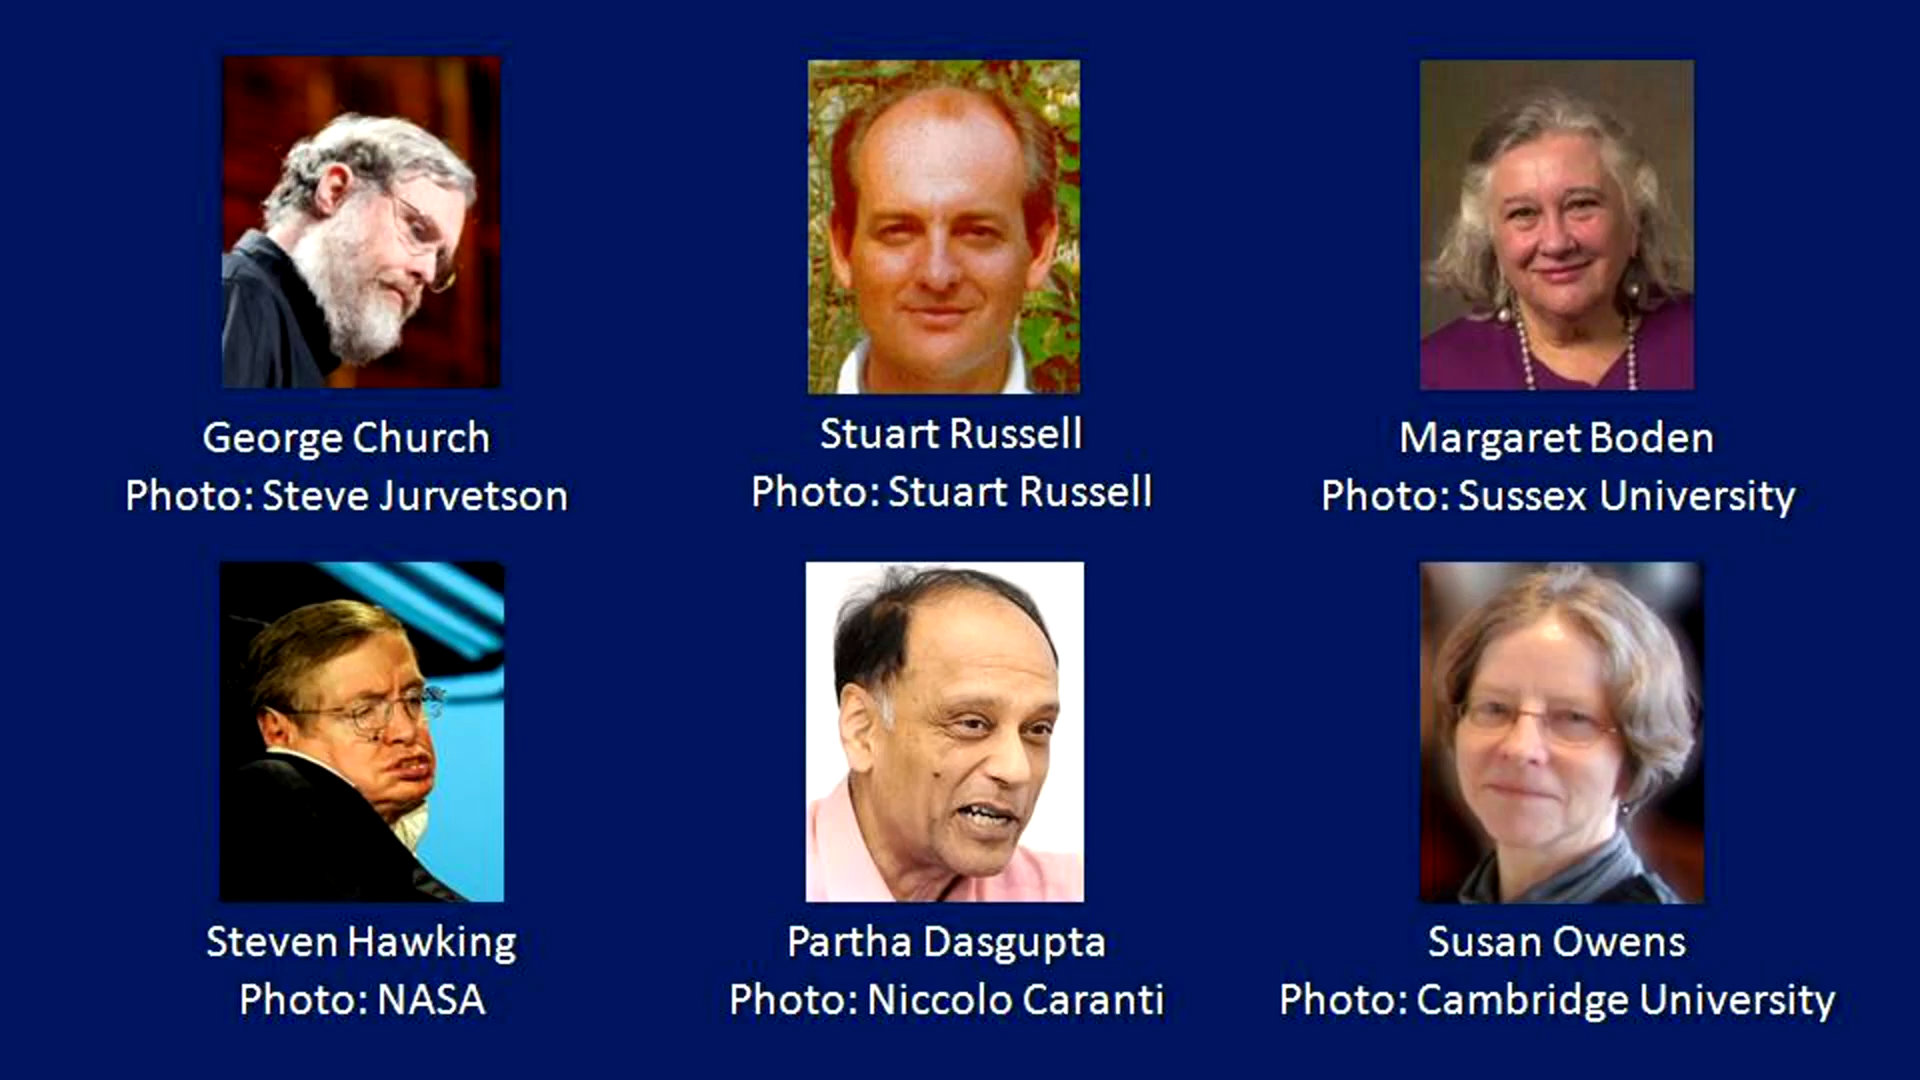 George Church
Photo: Steve Jurvetson
Stuart Russell
Photo: Stuart Russell
Margaret Boden
Photo: Sussex University
Steven Hawking
Photo: NASA
Partha Dasgupta
Photo: Niccolo Caranti
Susan Owens
Photo: Cambridge University